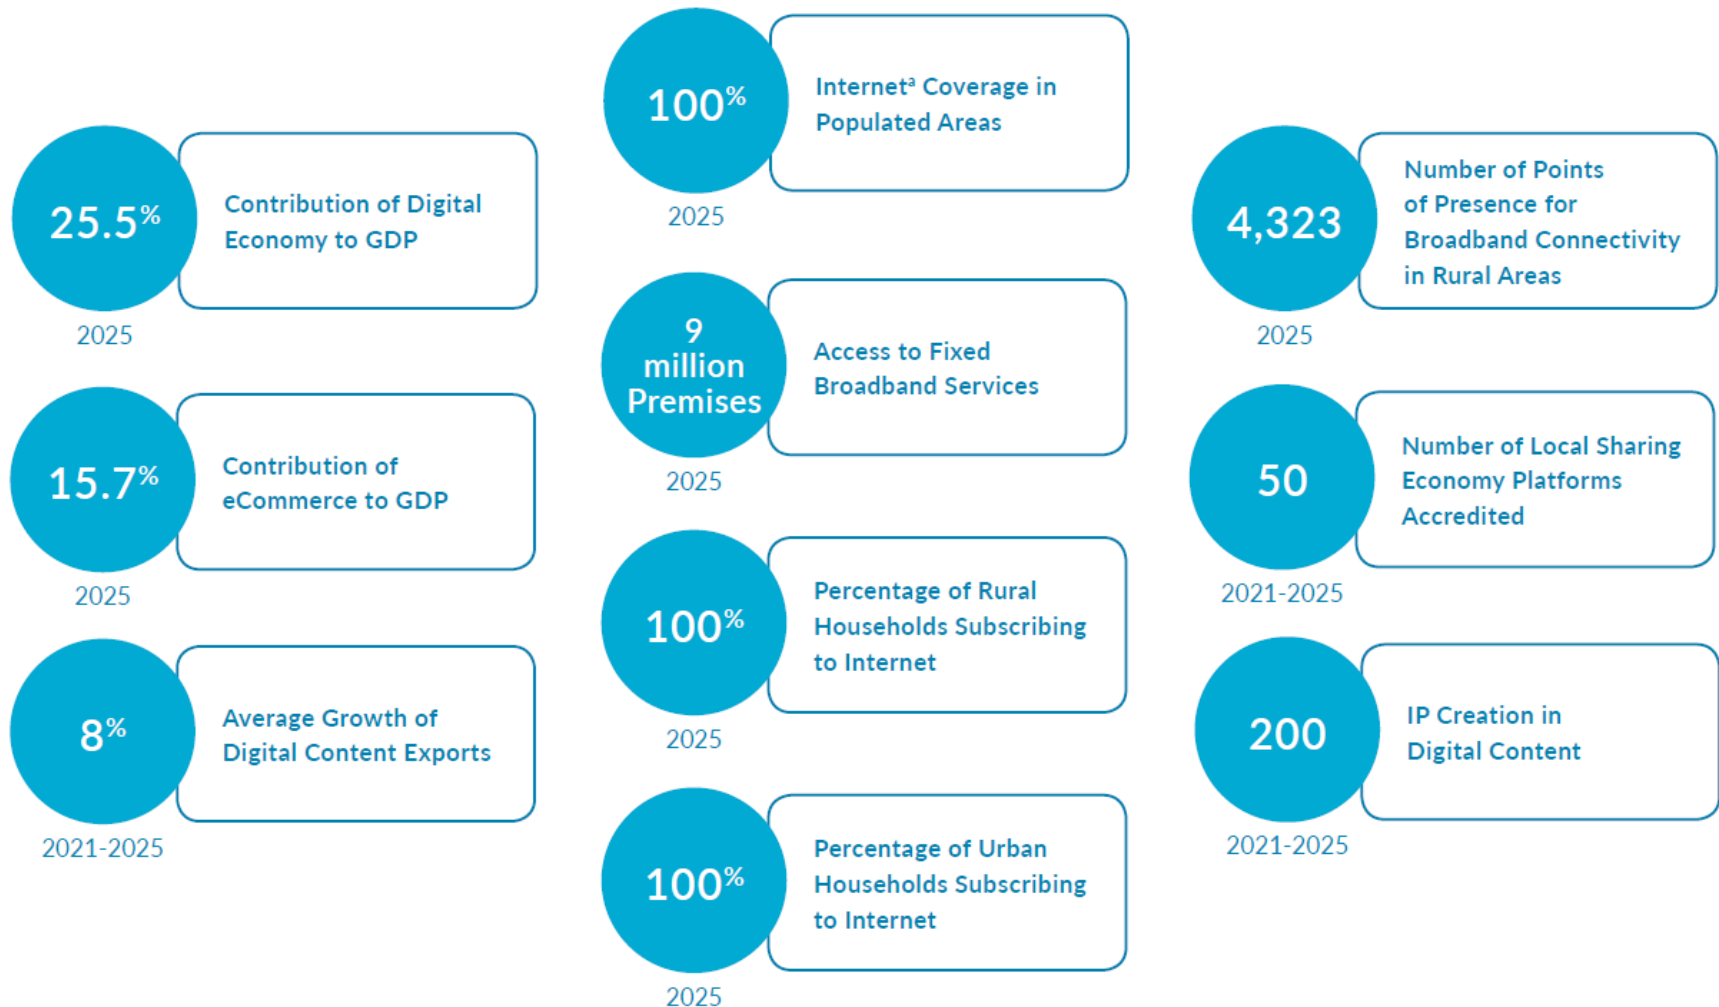 25.5%
Contribution of Digital
Economy to GDP
2025
15.7%
Contribution of
eCommerce to GDP
2025
8%
Average Growth of
Digital Content Exports
2021-2025
100%
Internetᵃ Coverage in
Populated Areas
2025
9
million
Premises
Access to Fixed
Broadband Services
2025
100%
Percentage of Rural
Households Subscribing
to Internet
2025
100%
Percentage of Urban
Households Subscribing
to Internet
2025
4,323
Number of Points
of Presence for
Broadband Connectivity
in Rural Areas
2025
50
Number of Local Sharing
Economy Platforms
Accredited
2021-2025
200
IP Creation in
Digital Content
2021-2025